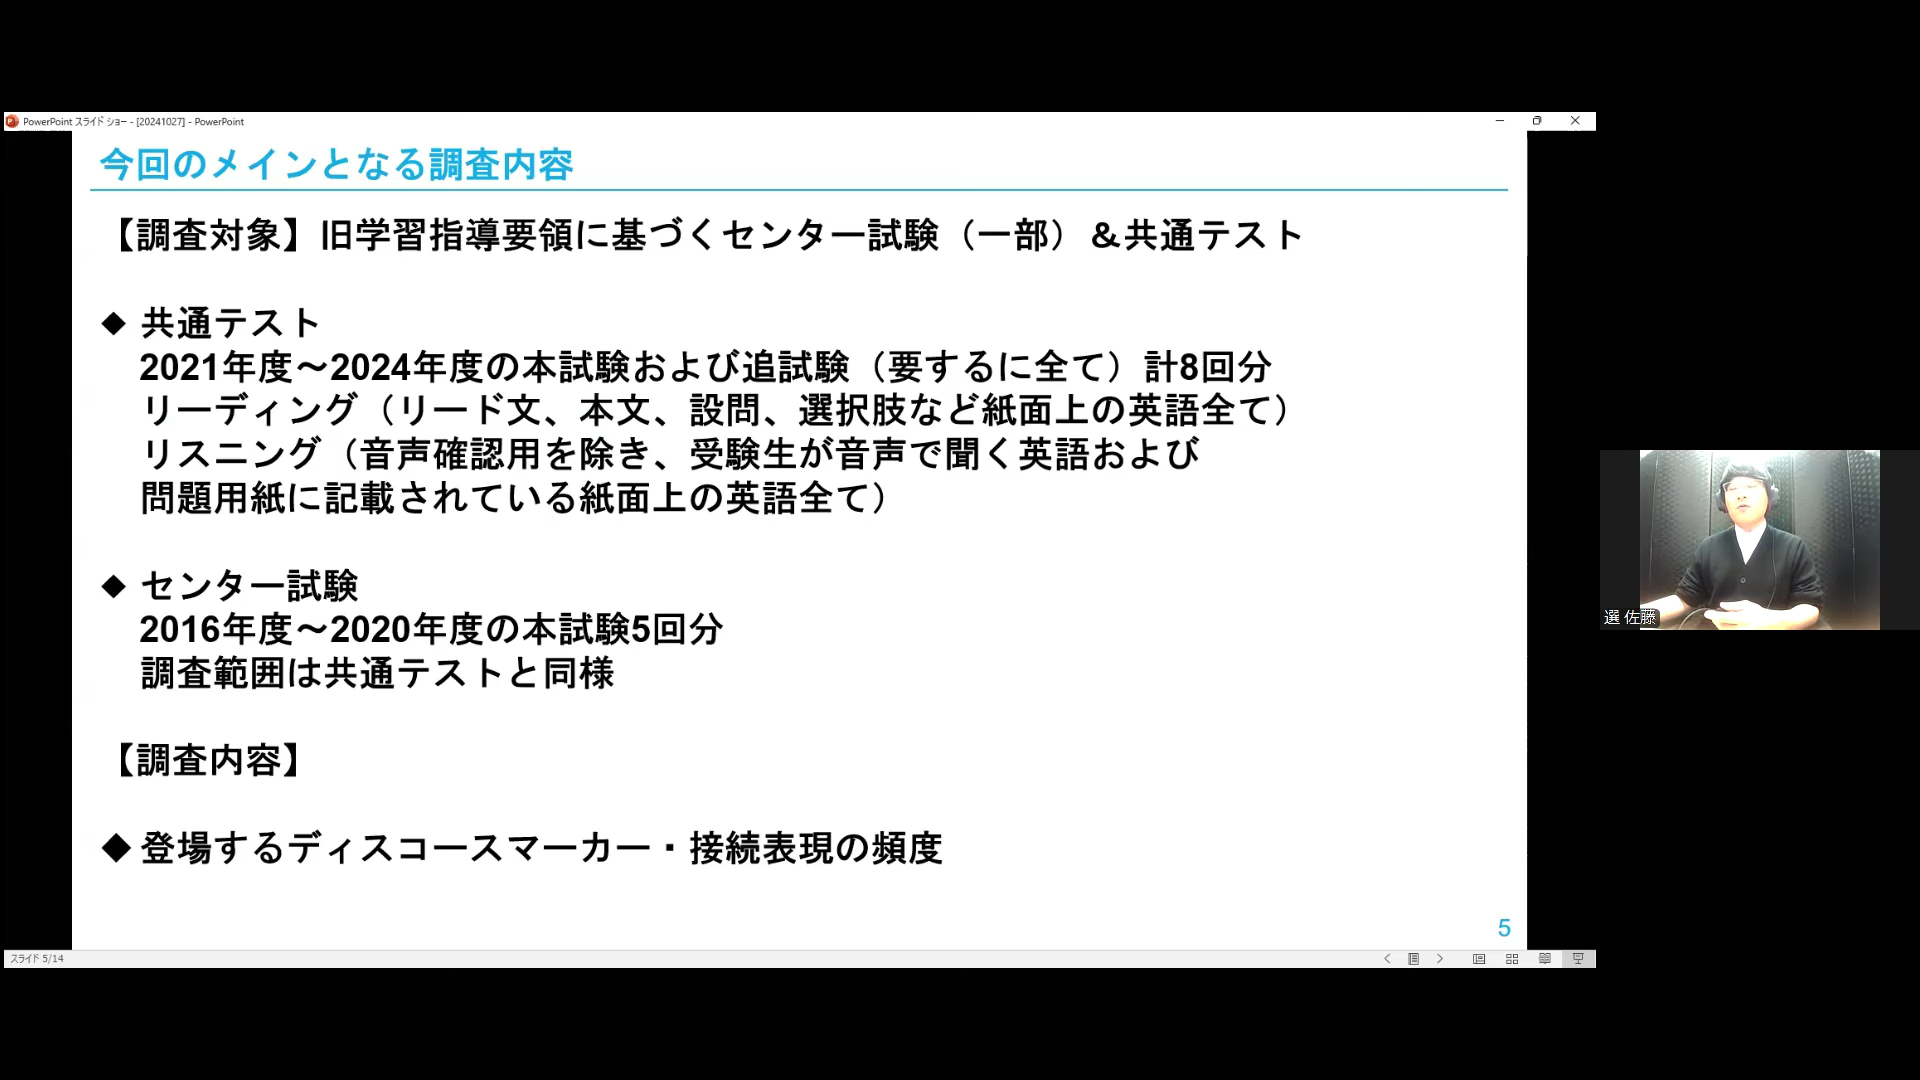 PowerPoint スライド ショー - [20241027] - PowerPoint
今回のメインとなる調査内容
【調査対象】旧学習指導要領に基づくセンター試験（一部）＆共通テスト
◆ 共通テスト
2021年度～2024年度の本試験および追試験（要するに全て）計8回分
リーディング（リード文、本文、設問、選択肢など紙面上の英語全て）
リスニング（音声確認用を除き、受験生が音声で聞く英語および
問題用紙に記載されている紙面上の英語全て）
◆ センター試験
2016年度～2020年度の本試験5回分
調査範囲は共通テストと同様
【調査内容】
◆ 登場するディスコースマーカー・接続表現の頻度
5
スライド 5/14
選 佐藤